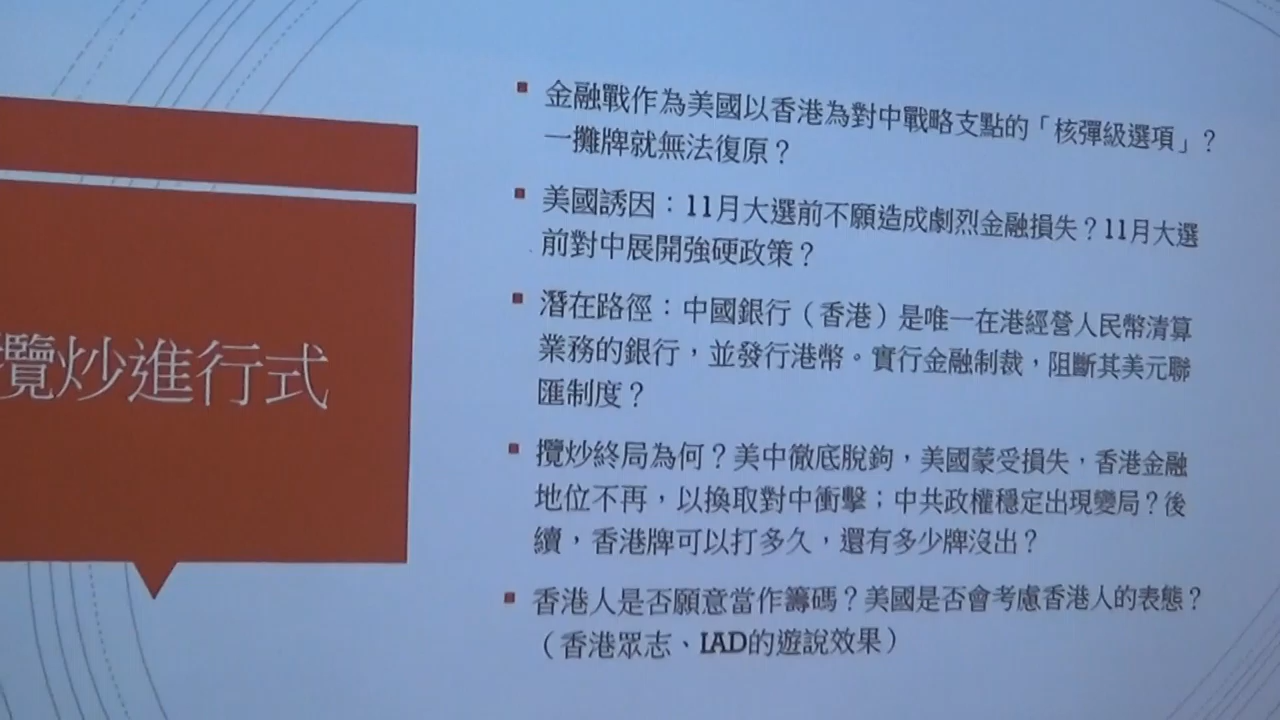 攬炒進行式
金融戰作為美國以香港為對中戰略支點的「核彈級選項」？
一攤牌就無法復原？
美國誘因：11月大選前不願造成劇烈金融損失？11月大選
前對中展開強硬政策？
潛在路徑：中國銀行（香港）是唯一在港經營人民幣清算
業務的銀行，並發行港幣。實行金融制裁，阻斷其美元聯
匯制度？
攬炒終局為何？美中徹底脫鉤，美國蒙受損失，香港金融
地位不再，以換取對中衝擊；中共政權穩定出現變局？後
續，香港牌可以打多久，還有多少牌沒出？
香港人是否願意當作籌碼？美國是否會考慮香港人的表態？
（香港眾志、IAD的遊說效果）